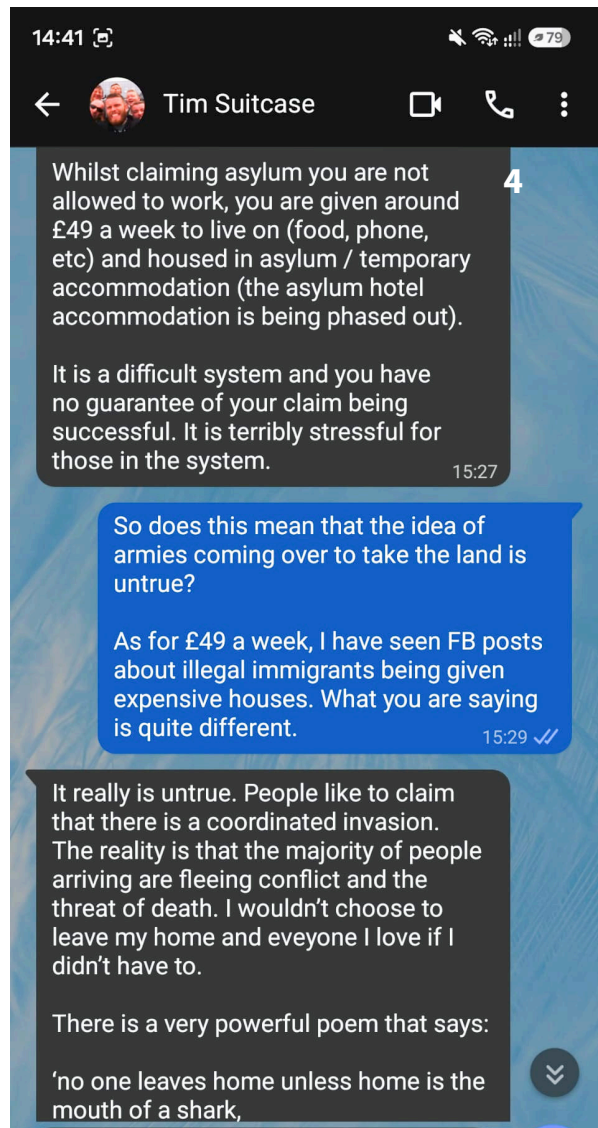 14:41
79
Tim Suitcase
4
Whilst claiming asylum you are not
allowed to work, you are given around
£49 a week to live on (food, phone,
etc) and housed in asylum / temporary
accommodation (the asylum hotel
accommodation is being phased out).
It is a difficult system and you have
no guarantee of your claim being
successful. It is terribly stressful for
those in the system.
15:27
So does this mean that the idea of
armies coming over to take the land is
untrue?
As for £49 a week, I have seen FB posts
about illegal immigrants being given
expensive houses. What you are saying
is quite different.
15:29
It really is untrue. People like to claim
that there is a coordinated invasion.
The reality is that the majority of people
arriving are fleeing conflict and the
threat of death. I wouldn’t choose to
leave my home and eveyone I love if I
didn’t have to.
There is a very powerful poem that says:
‘no one leaves home unless home is the
mouth of a shark,